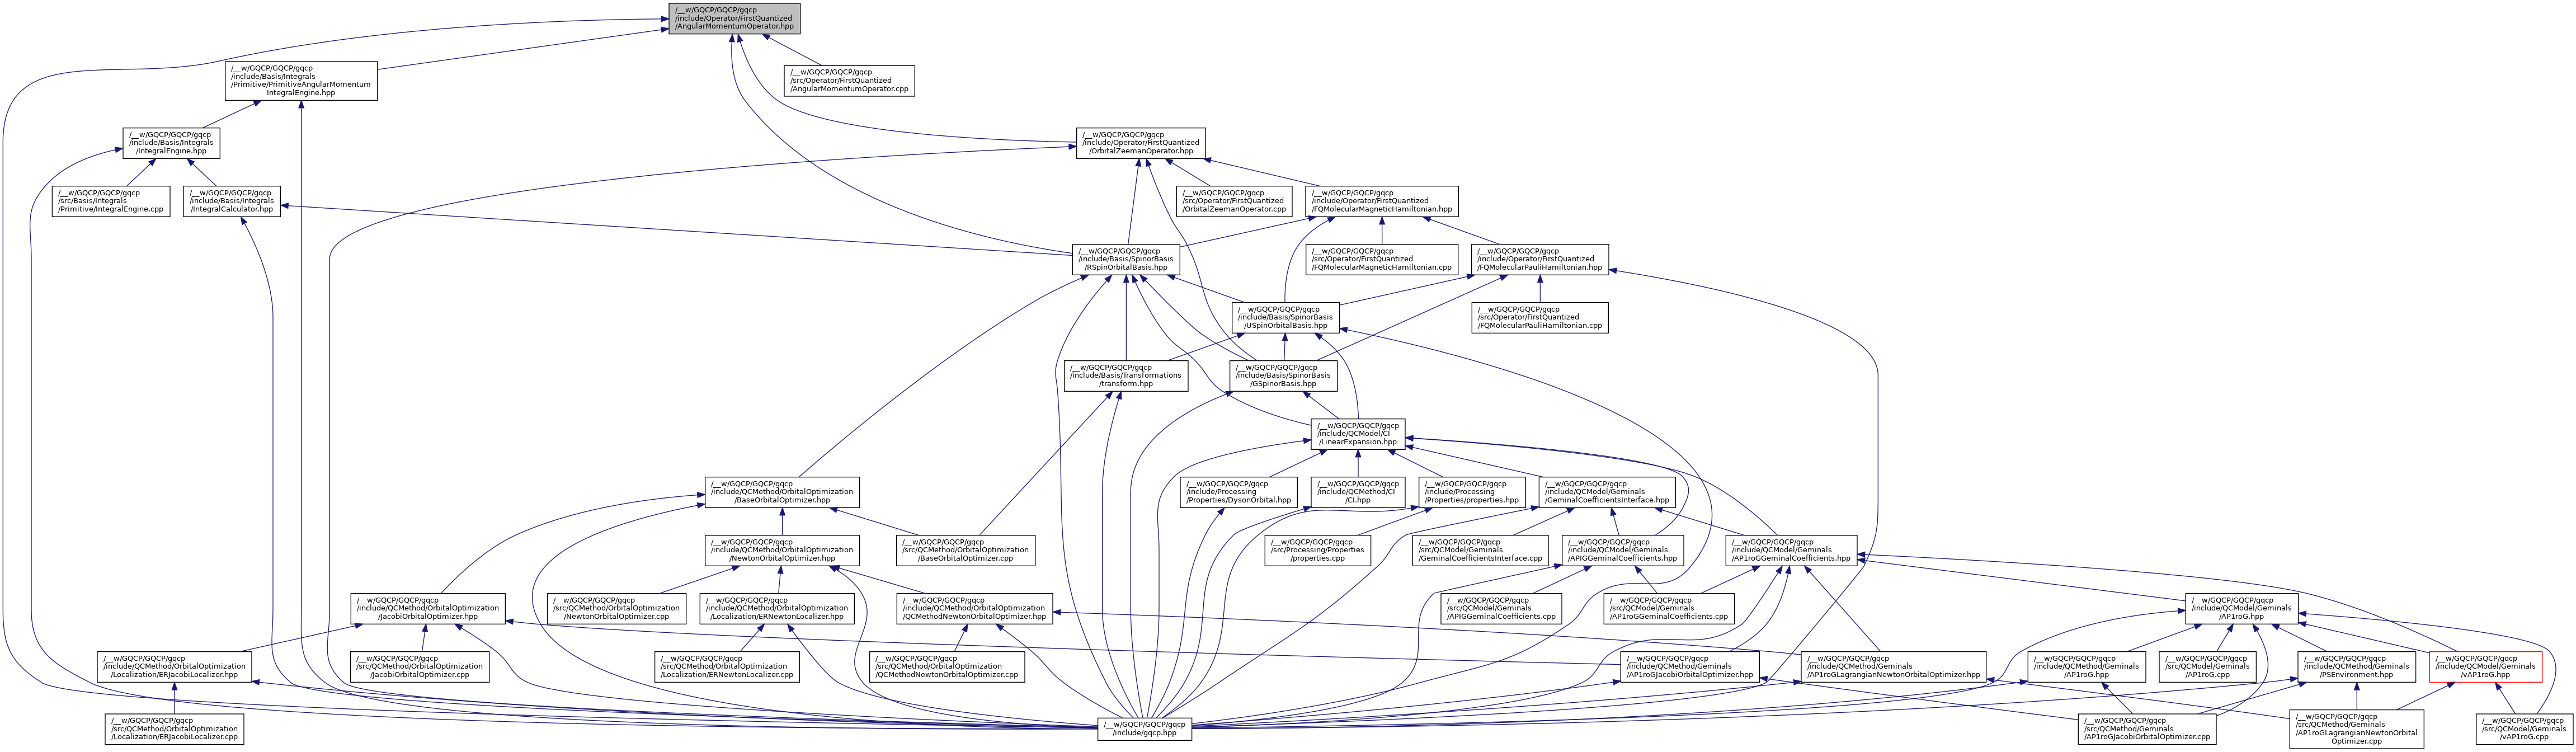 /__w/GQCP/GQCP/gqcp
/include/Operator/FirstQuantized
/AngularMomentumOperator.hpp
/__w/GQCP/GQCP/gqcp
/include/Basis/Integrals
/Primitive/PrimitiveAngularMomentum
IntegralEngine.hpp
/__w/GQCP/GQCP/gqcp
/src/Operator/FirstQuantized
/AngularMomentumOperator.cpp
/__w/GQCP/GQCP/gqcp
/include/Basis/Integrals
/IntegralEngine.hpp
/__w/GQCP/GQCP/gqcp
/include/Operator/FirstQuantized
/OrbitalZeemanOperator.hpp
/__w/GQCP/GQCP/gqcp
/src/Basis/Integrals
/Primitive/IntegralEngine.cpp
/__w/GQCP/GQCP/gqcp
/include/Basis/Integrals
/IntegralCalculator.hpp
/__w/GQCP/GQCP/gqcp
/src/Operator/FirstQuantized
/OrbitalZeemanOperator.cpp
/__w/GQCP/GQCP/gqcp
/include/Operator/FirstQuantized
/FQMolecularMagneticHamiltonian.hpp
/__w/GQCP/GQCP/gqcp
/include/Basis/SpinorBasis
/RSpinOrbitalBasis.hpp
/__w/GQCP/GQCP/gqcp
/src/Operator/FirstQuantized
/FQMolecularMagneticHamiltonian.cpp
/__w/GQCP/GQCP/gqcp
/include/Operator/FirstQuantized
/FQMolecularPauliHamiltonian.hpp
/__w/GQCP/GQCP/gqcp
/include/Basis/SpinorBasis
/USpinOrbitalBasis.hpp
/__w/GQCP/GQCP/gqcp
/src/Operator/FirstQuantized
/FQMolecularPauliHamiltonian.cpp
/__w/GQCP/GQCP/gqcp
/include/Basis/Transformations
/transform.hpp
/__w/GQCP/GQCP/gqcp
/include/Basis/SpinorBasis
/GSpinorBasis.hpp
/__w/GQCP/GQCP/gqcp
/include/QCModel/CI
/LinearExpansion.hpp
/__w/GQCP/GQCP/gqcp
/include/QCMethod/OrbitalOptimization
/BaseOrbitalOptimizer.hpp
/__w/GQCP/GQCP/gqcp
/include/Processing
/Properties/DysonOrbital.hpp
/__w/GQCP/GQCP/gqcp
/include/QCMethod/CI
/CI.hpp
/__w/GQCP/GQCP/gqcp
/include/Processing
/Properties/properties.hpp
/__w/GQCP/GQCP/gqcp
/include/QCModel/Geminals
/GeminalCoefficientsInterface.hpp
/__w/GQCP/GQCP/gqcp
/include/QCMethod/OrbitalOptimization
/NewtonOrbitalOptimizer.hpp
/__w/GQCP/GQCP/gqcp
/src/QCMethod/OrbitalOptimization
/BaseOrbitalOptimizer.cpp
/__w/GQCP/GQCP/gqcp
/src/Processing/Properties
/properties.cpp
/__w/GQCP/GQCP/gqcp
/src/QCModel/Geminals
/GeminalCoefficientsInterface.cpp
/__w/GQCP/GQCP/gqcp
/include/QCModel/Geminals
/APIGGeminalCoefficients.hpp
/__w/GQCP/GQCP/gqcp
/include/QCModel/Geminals
/AP1roGGeminalCoefficients.hpp
/__w/GQCP/GQCP/gqcp
/include/QCMethod/OrbitalOptimization
/JacobiOrbitalOptimizer.hpp
/__w/GQCP/GQCP/gqcp
/src/QCMethod/OrbitalOptimization
/NewtonOrbitalOptimizer.cpp
/__w/GQCP/GQCP/gqcp
/include/QCMethod/OrbitalOptimization
/Localization/ERNewtonLocalizer.hpp
/__w/GQCP/GQCP/gqcp
/include/QCMethod/OrbitalOptimization
/QCMethodNewtonOrbitalOptimizer.hpp
/__w/GQCP/GQCP/gqcp
/src/QCModel/Geminals
/APIGGeminalCoefficients.cpp
/__w/GQCP/GQCP/gqcp
/src/QCModel/Geminals
/AP1roGGeminalCoefficients.cpp
/__w/GQCP/GQCP/gqcp
/include/QCModel/Geminals
/AP1roG.hpp
/__w/GQCP/GQCP/gqcp
/include/QCMethod/OrbitalOptimization
/Localization/ERJacobiLocalizer.hpp
/__w/GQCP/GQCP/gqcp
/src/QCMethod/OrbitalOptimization
/JacobiOrbitalOptimizer.cpp
/__w/GQCP/GQCP/gqcp
/src/QCMethod/OrbitalOptimization
/Localization/ERNewtonLocalizer.cpp
/__w/GQCP/GQCP/gqcp
/src/QCMethod/OrbitalOptimization
/QCMethodNewtonOrbitalOptimizer.cpp
/__w/GQCP/GQCP/gqcp
/include/QCMethod/Geminals
/AP1roGJacobiOrbitalOptimizer.hpp
/__w/GQCP/GQCP/gqcp
/include/QCMethod/Geminals
/AP1roGLagrangianNewtonOrbitalOptimizer.hpp
/__w/GQCP/GQCP/gqcp
/include/QCMethod/Geminals
/AP1roG.hpp
/__w/GQCP/GQCP/gqcp
/src/QCModel/Geminals
/AP1roG.cpp
/__w/GQCP/GQCP/gqcp
/include/QCMethod/Geminals
/PSEnvironment.hpp
/__w/GQCP/GQCP/gqcp
/include/QCModel/Geminals
/vAP1roG.hpp
/__w/GQCP/GQCP/gqcp
/src/QCMethod/OrbitalOptimization
/Localization/ERJacobiLocalizer.cpp
/__w/GQCP/GQCP/gqcp
/include/gqcp.hpp
/__w/GQCP/GQCP/gqcp
/src/QCMethod/Geminals
/AP1roGJacobiOrbitalOptimizer.cpp
/__w/GQCP/GQCP/gqcp
/src/QCMethod/Geminals
/AP1roGLagrangianNewtonOrbital
Optimizer.cpp
/__w/GQCP/GQCP/gqcp
/src/QCModel/Geminals
/vAP1roG.cpp